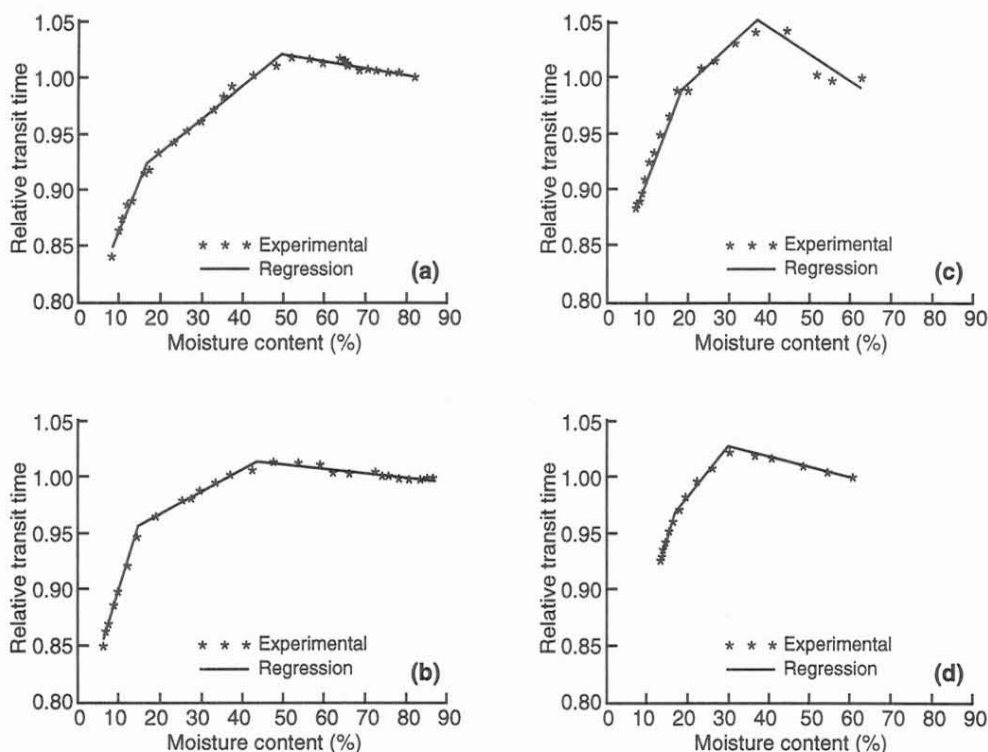 1.05
1.00
0.95
0.90
0.85
0.80
Relative transit time
* * * Experimental
Regression
(a)
0 10 20 30 40 50 60 70 80 90
Moisture content (%)
1.05
1.00
0.95
0.90
0.85
0.80
Relative transit time
* * * Experimental
Regression
(c)
0 10 20 30 40 50 60 70 80 90
Moisture content (%)
1.05
1.00
0.95
0.90
0.85
0.80
Relative transit time
* * * Experimental
Regression
(b)
0 10 20 30 40 50 60 70 80 90
Moisture content (%)
1.05
1.00
0.95
0.90
0.85
0.80
Relative transit time
* * * Experimental
Regression
(d)
0 10 20 30 40 50 60 70 80 90
Moisture content (%)